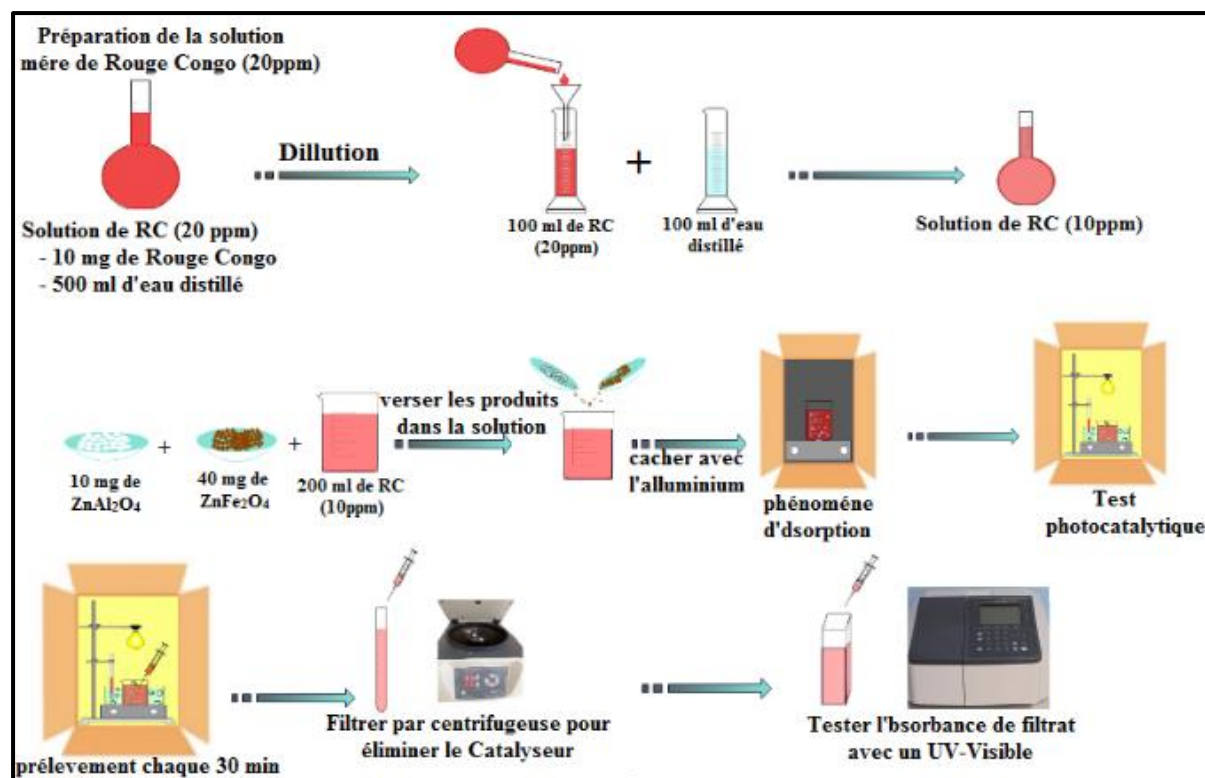 Préparation de la solution
mére de Rouge Congo (20ppm)
Dillution
+
Solution de RC (20 ppm)
- 10 mg de Rouge Congo
- 500 ml d'eau distillé
100 ml de RC
(20ppm)
100 ml d'eau
distillé
Solution de RC (10ppm)
+
+
10 mg de
ZnAl₂O₄
40 mg de
ZnFe₂O₄
200 ml de RC
(10ppm)
verser les produits
dans la solution
cacher avec
l'alluminium
phénoméne
d'dsorption
Test
photocatalytique
prélevement chaque 30 min
Filtrer par centrifugeuse pour
éliminer le Catalyseur
Tester l'bsorbance de filtrat
avec un UV-Visible